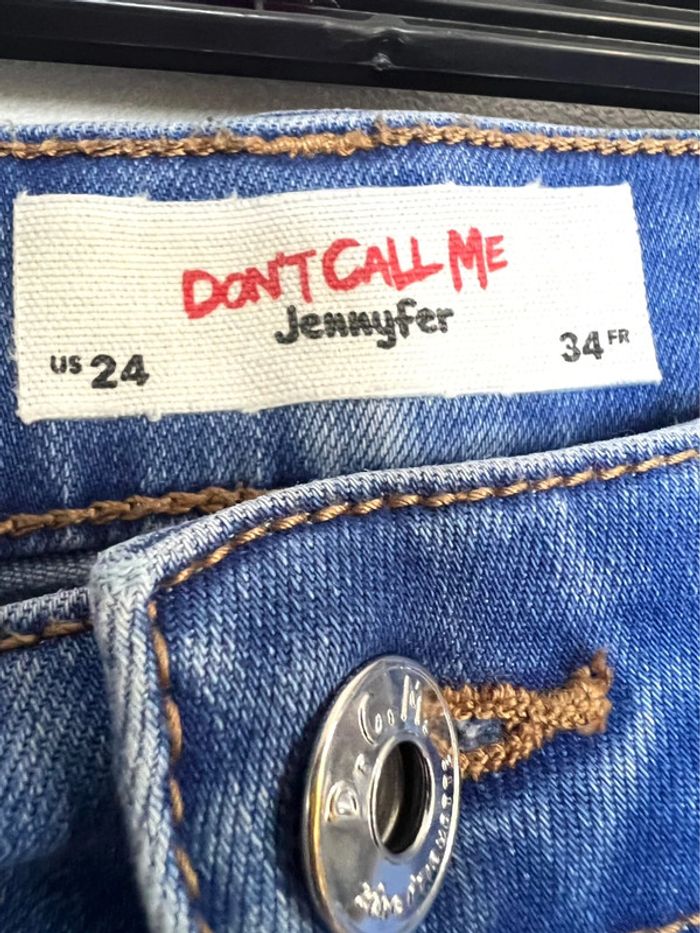 DON'T CALL ME
Jennyfer
US 24
34 FR